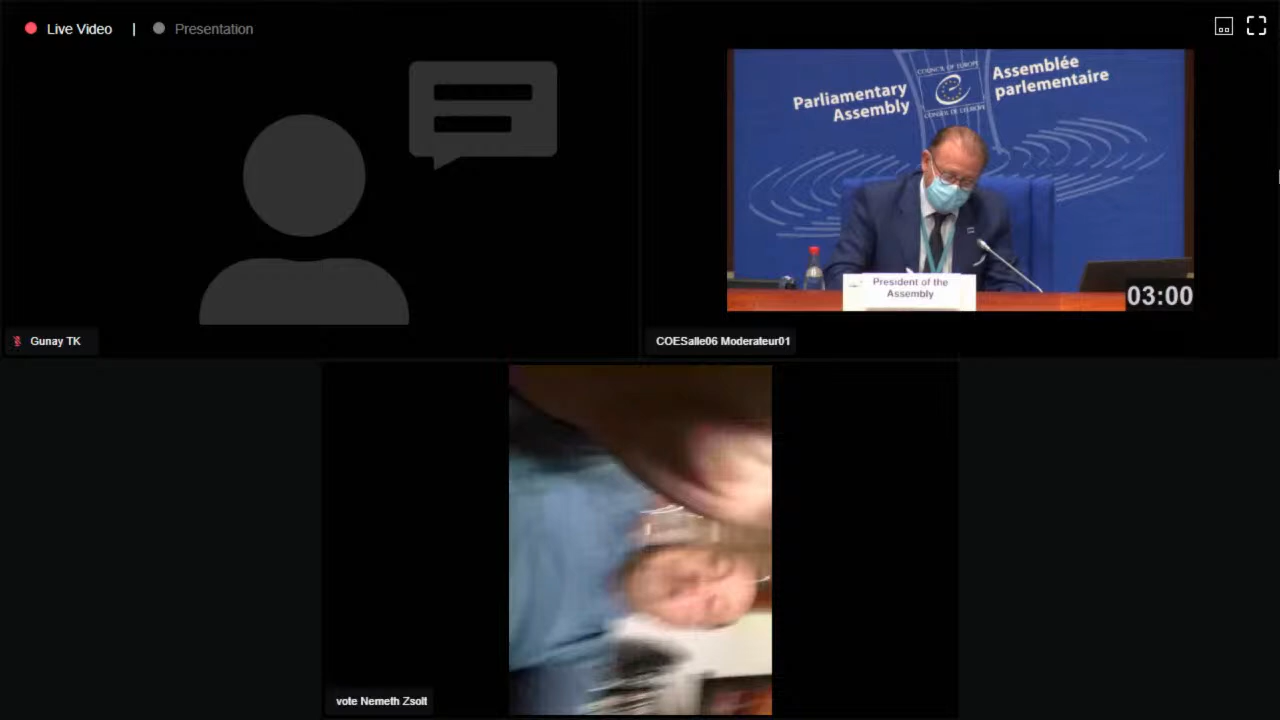 Live Video | Presentation
Parliamentary
Assembly
COUNCIL OF EUROPE
CONSEIL DE L'EUROPE
Assemblée
parlementaire
President of the
Assembly
03:00
Gunay TK
COESalle06 Moderateur01
vote Nemeth Zsolt